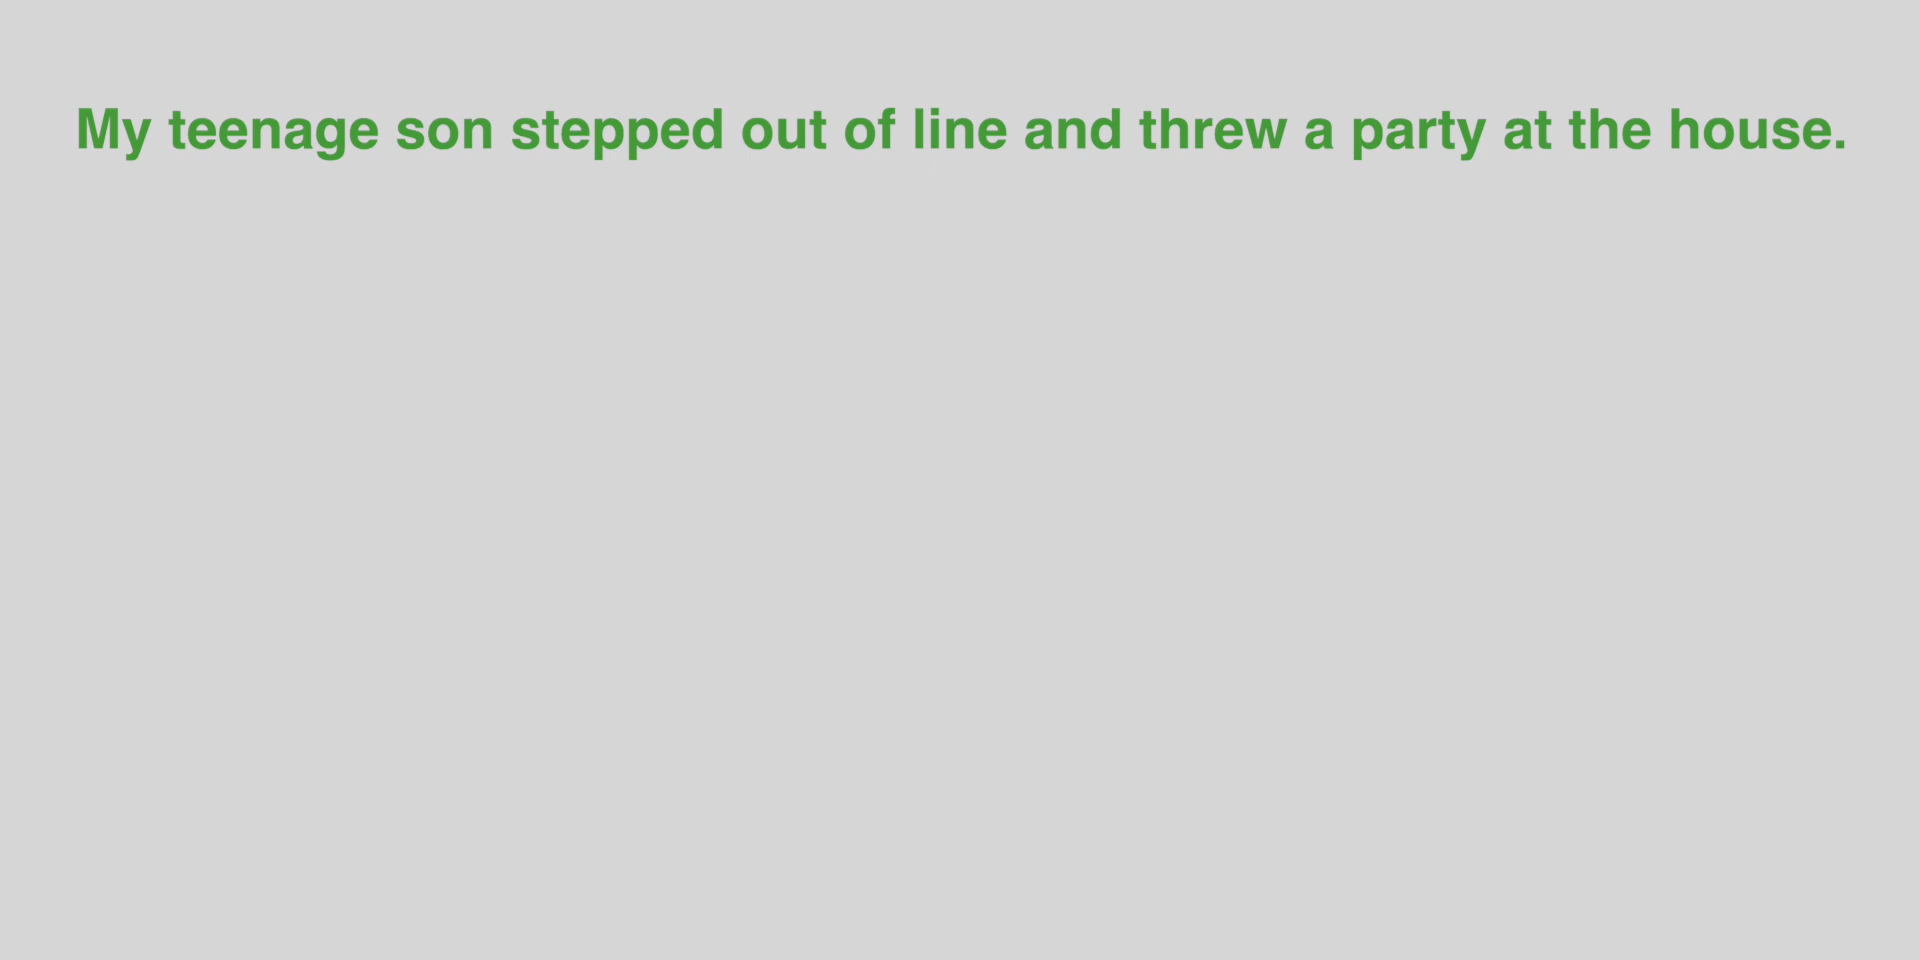 My teenage son stepped out of line and threw a party at the house.